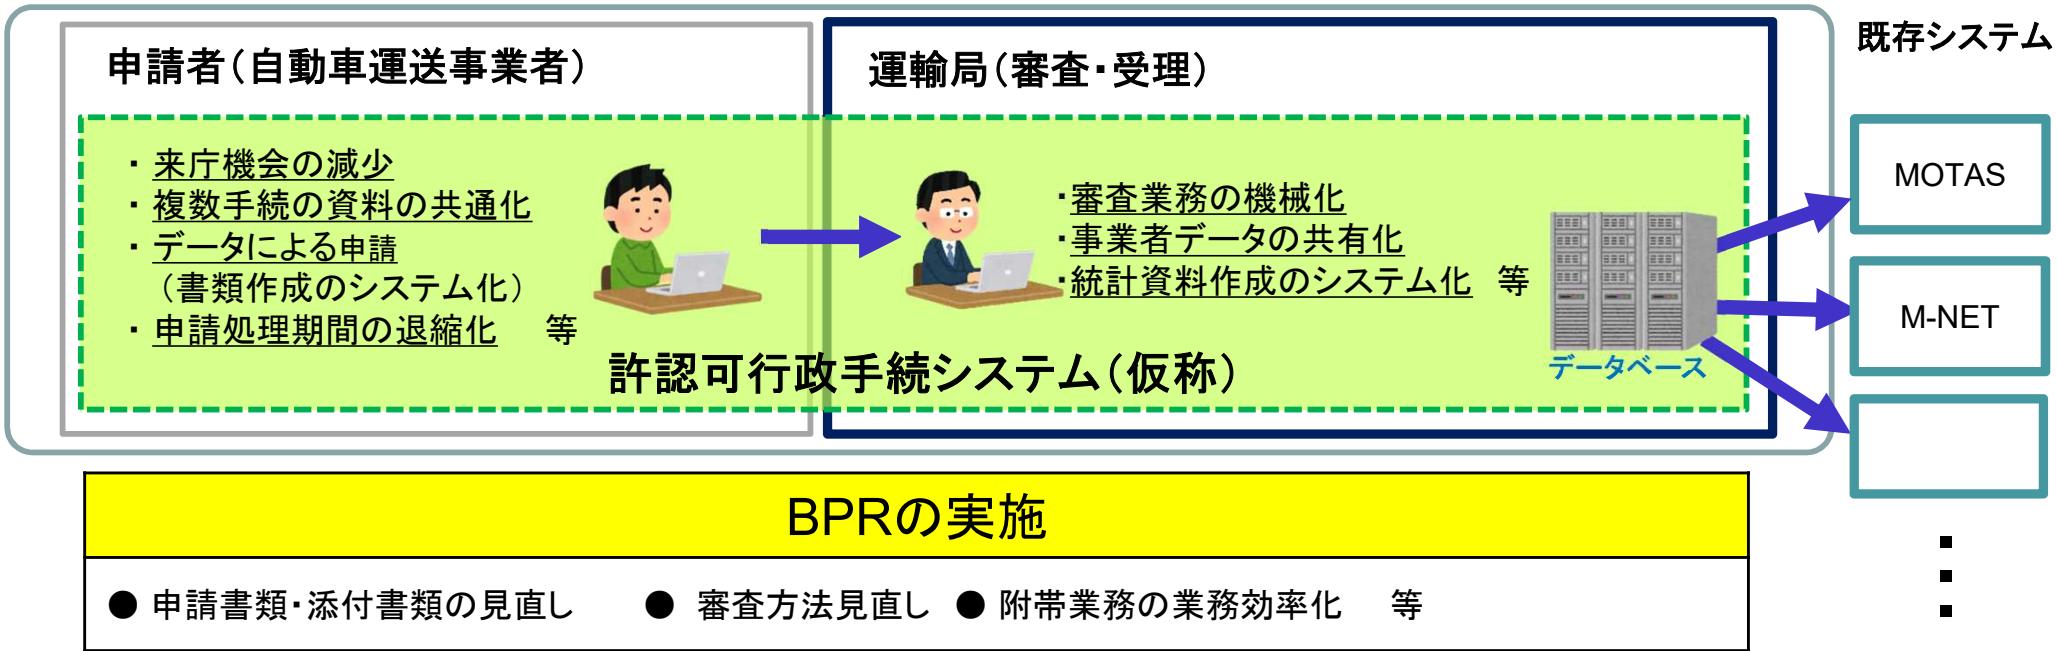 申請者（自動車運送事業者）
・ 来庁機会の減少
・ 複数手続の資料の共通化
・ データによる申請
（書類作成のシステム化）
・ 申請処理期間の退縮化　等
運輸局（審査・受理）
・審査業務の機械化
・事業者データの共有化
・統計資料作成のシステム化　等
データベース
許認可行政手続システム（仮称）
既存システム
MOTAS
M-NET
BPRの実施
● 申請書類・添付書類の見直し　● 審査方法見直し ● 附帯業務の業務効率化　等